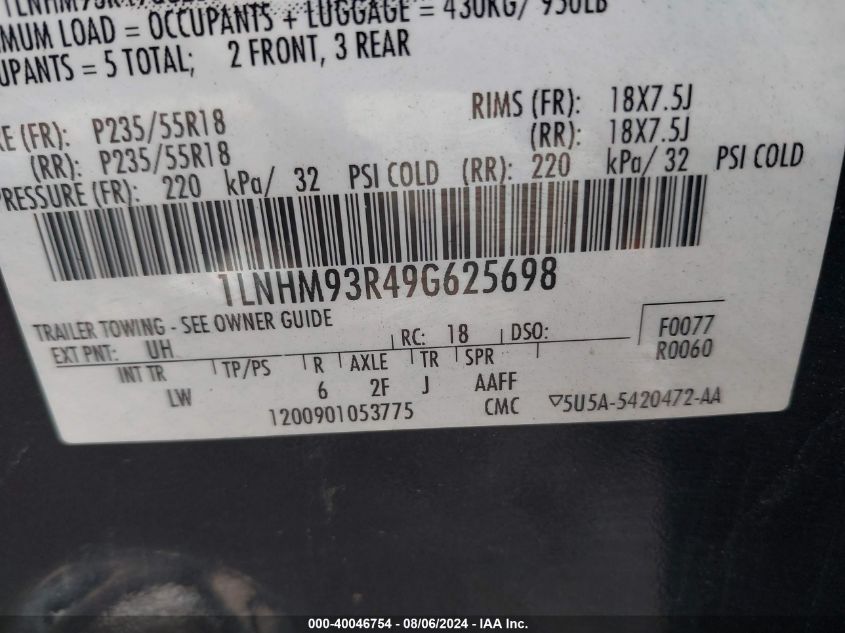 MUM LOAD = OCCUPANTS + LUGGAGE = 430KG/ 950LB
UPANTS = 5 TOTAL; 2 FRONT, 3 REAR
RE (FR): P235/55R18 RIMS (FR): 18X7.5J
(RR): P235/55R18 (RR): 18X7.5J
PRESSURE (FR): 220 kPa/ 32 PSI COLD (RR): 220 kPa/ 32 PSI COLD
1LNHM93R49G625698
TRAILER TOWING - SEE OWNER GUIDE
EXT PNT: UH RC: 18 DSO: F0077
R0060
INT TR TP/PS R AXLE TR SPR
LW 6 2F J AAFF
1200901053775 CMC ▽5U5A-5420472-AA
000-40046754 - 08/06/2024 - IAA Inc.